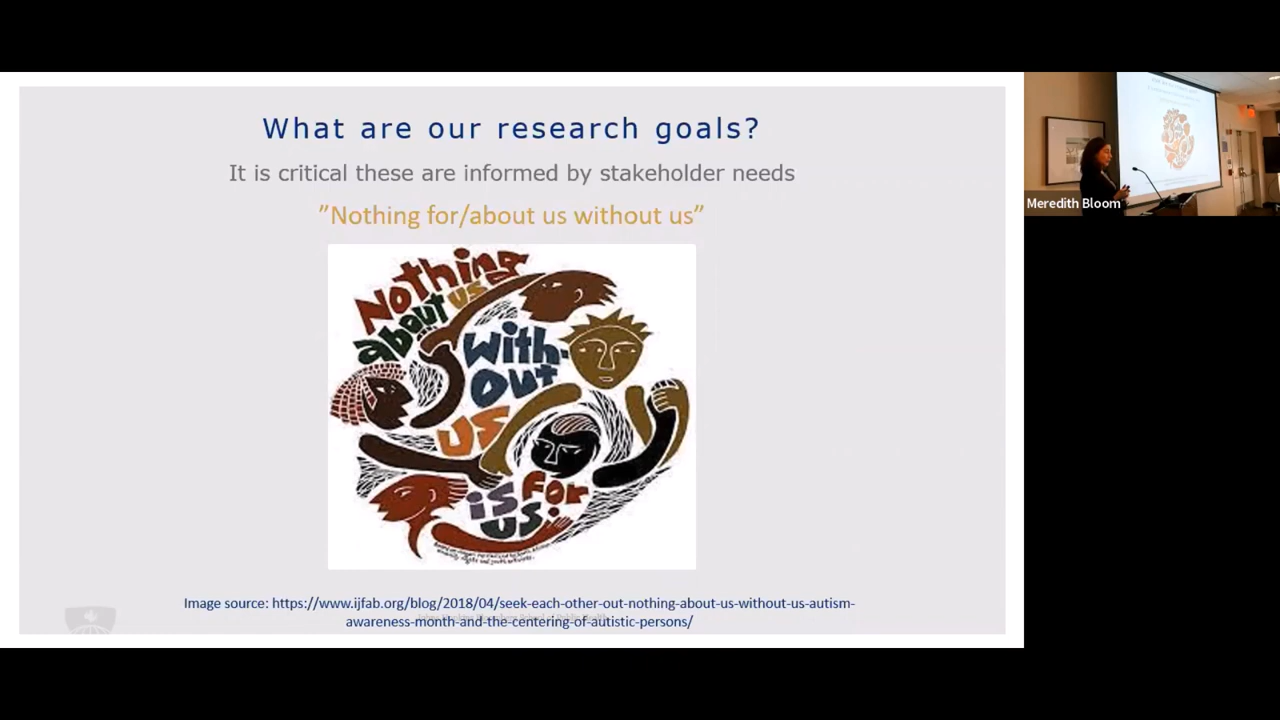 What are our research goals?
It is critical these are informed by stakeholder needs
”Nothing for/about us without us”
Nothing
about us
with-
out
us
is for
us.
Image source: https://www.ijfab.org/blog/2018/04/seek-each-other-out-nothing-about-us-without-us-autism-
awareness-month-and-the-centering-of-autistic-persons/
Meredith Bloom